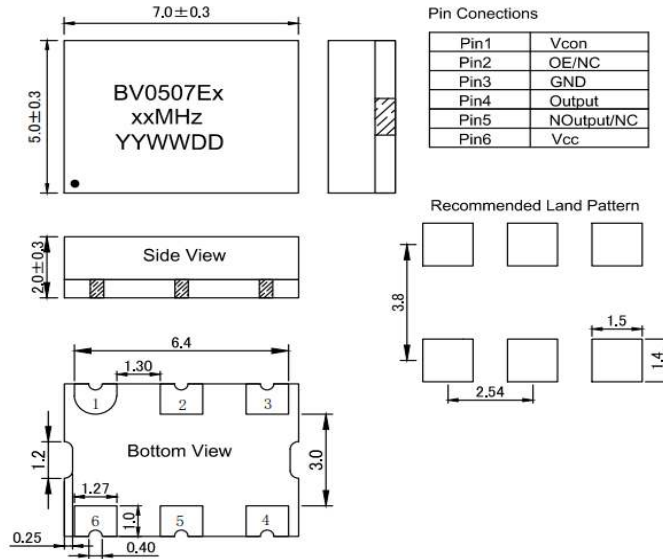 7.0±0.3
5.0±0.3
BV0507Ex
xxMHz
YYWWDD
Pin Conections
Pin1 Vcon
Pin2 OE/NC
Pin3 GND
Pin4 Output
Pin5 NOutput/NC
Pin6 Vcc
2.0±0.3
Side View
Recommended Land Pattern
3.8
1.5
1.4
2.54
6.4
1.30
1 2 3
Bottom View
1.2
3.0
1.27
1.0
6 5 4
0.25
0.40